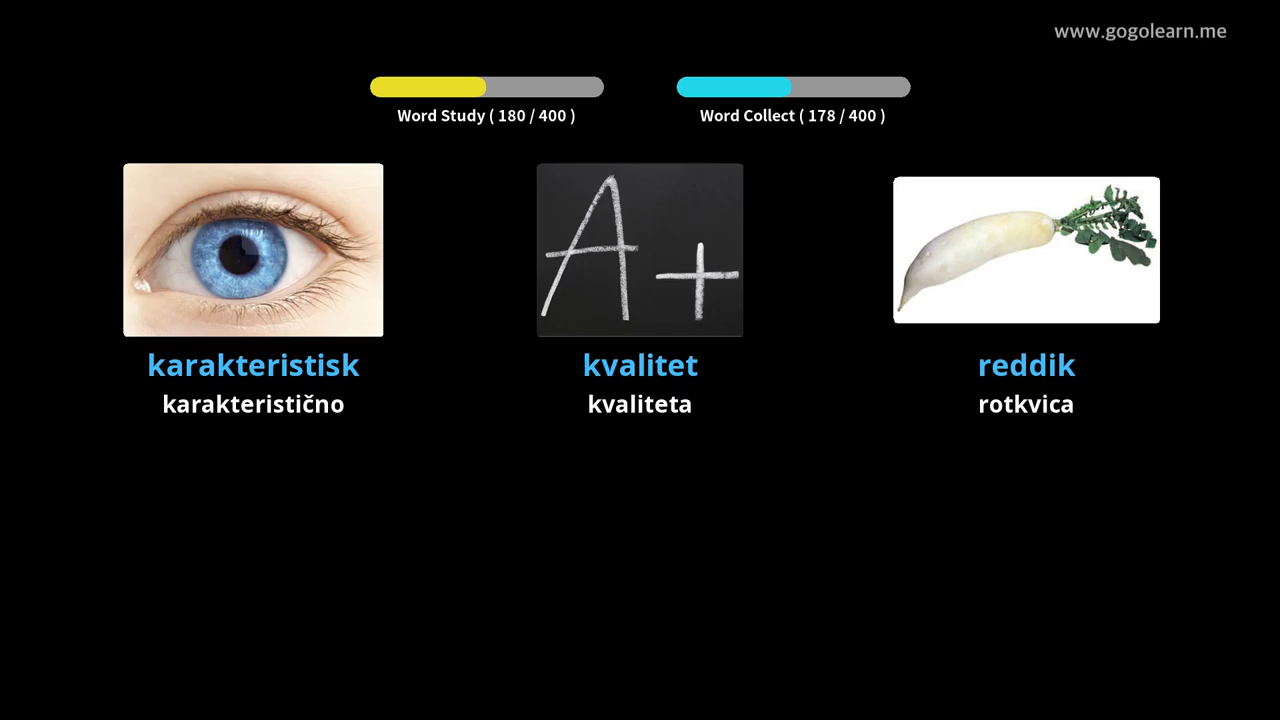 www.gogolearn.me
Word Study ( 180 / 400 )
Word Collect ( 178 / 400 )
A+
karakteristisk
karakteristično
kvalitet
kvaliteta
reddik
rotkvica